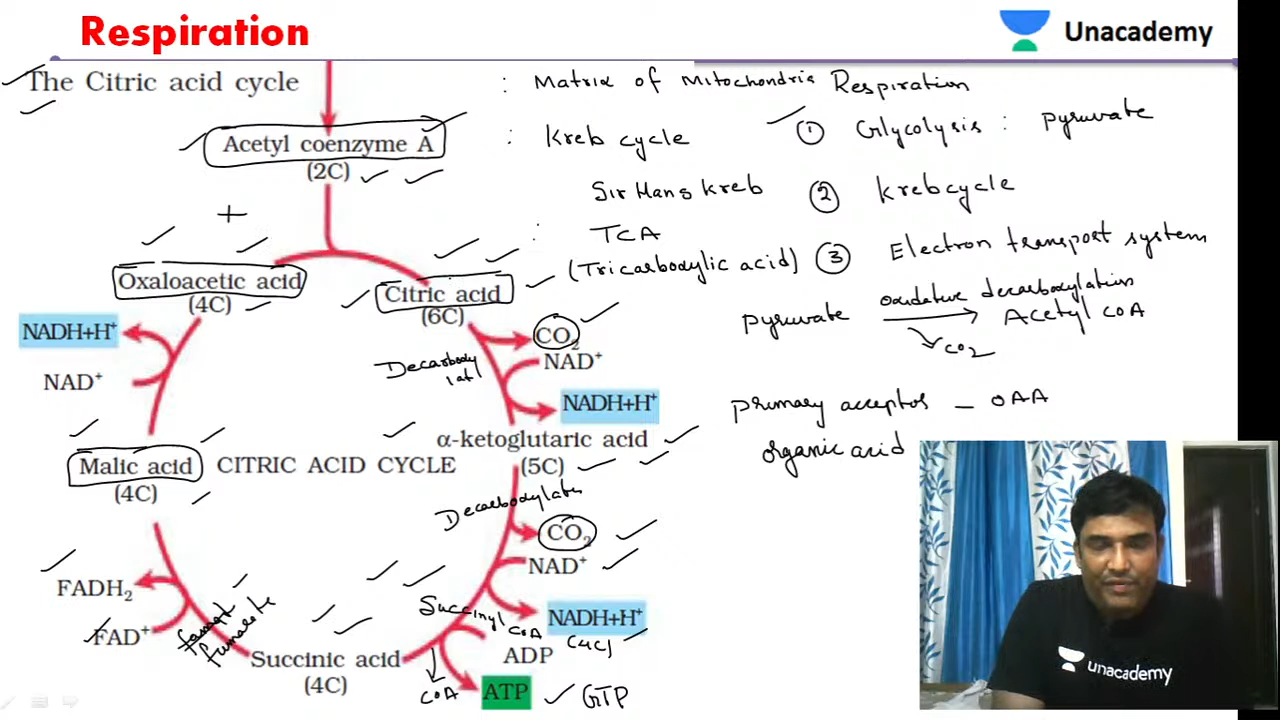 Respiration
Unacademy
The Citric acid cycle
: Matrix of Mitochondria
Respiration
① Glycolysis : pyruvate
Acetyl coenzyme A
(2C)
: Kreb cycle
Sir Hans Kreb
② Krebcycle
+
: TCA
(Tricarboxylic acid)
③ Electron transport system
Oxaloacetic acid
(4C)
Citric acid
(6C)
pyruvate oxidative decarboxylation Acetyl CoA
CO2
NADH+H⁺
NAD⁺
CO₂
NAD⁺
NADH+H⁺
primary acceptor – OAA
organic acid
α-ketoglutaric acid
(5C)
Malic acid
(4C)
CITRIC ACID CYCLE
CO₂
NAD⁺
NADH+H⁺
Succinyl CoA
(4C)
FADH₂
FAD⁺
fumarate
Succinic acid
(4C)
ADP
CoA
ATP
GTP
unacademy